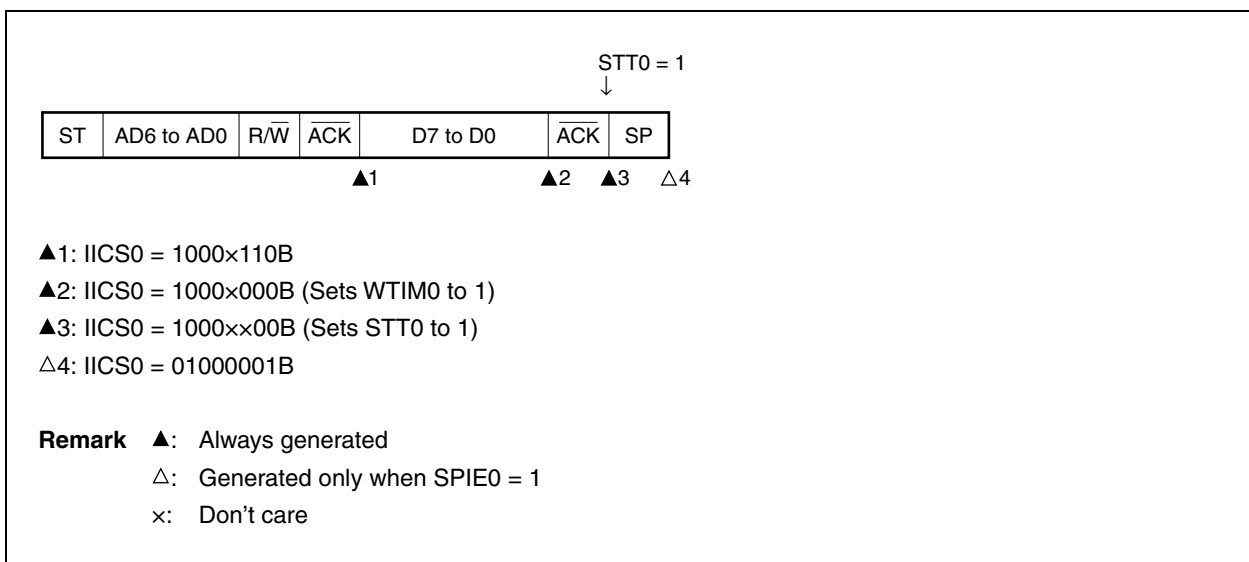 STT0 = 1
↓
ST AD6 to AD0 R/W̅ A̅C̅K̅ D7 to D0 A̅C̅K̅ SP
▲1 ▲2 ▲3 △4
▲1: IICS0 = 1000×110B
▲2: IICS0 = 1000×000B (Sets WTIM0 to 1)
▲3: IICS0 = 1000××00B (Sets STT0 to 1)
△4: IICS0 = 01000001B
Remark ▲: Always generated
△: Generated only when SPIE0 = 1
×: Don't care